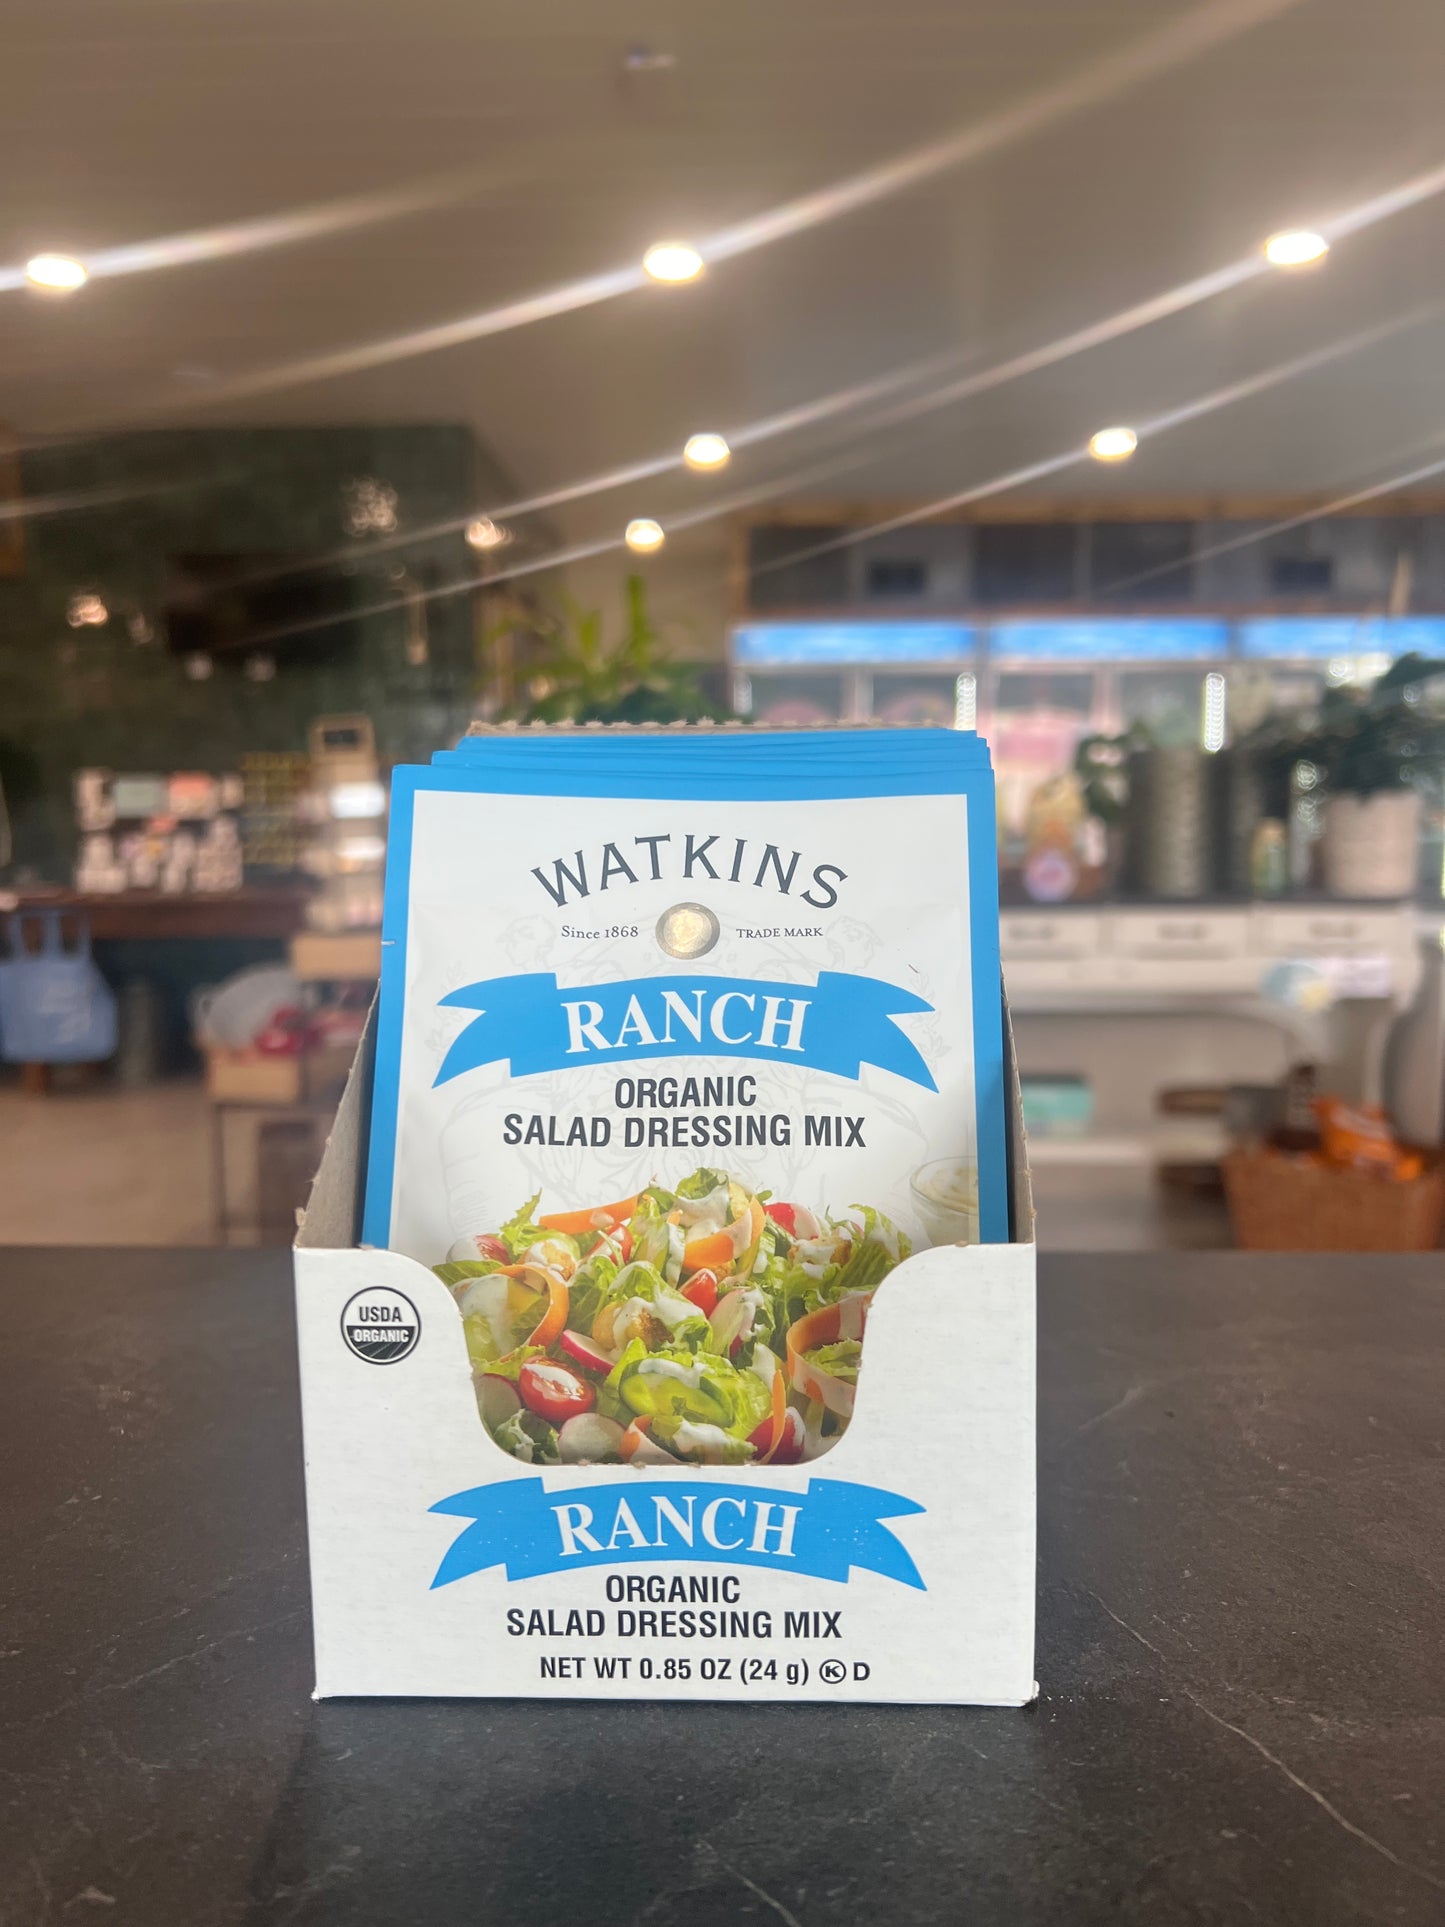 WATKINS
Since 1868 TRADE MARK
RANCH
ORGANIC
SALAD DRESSING MIX
USDA
ORGANIC
RANCH
ORGANIC
SALAD DRESSING MIX
NET WT 0.85 OZ (24 g) K D